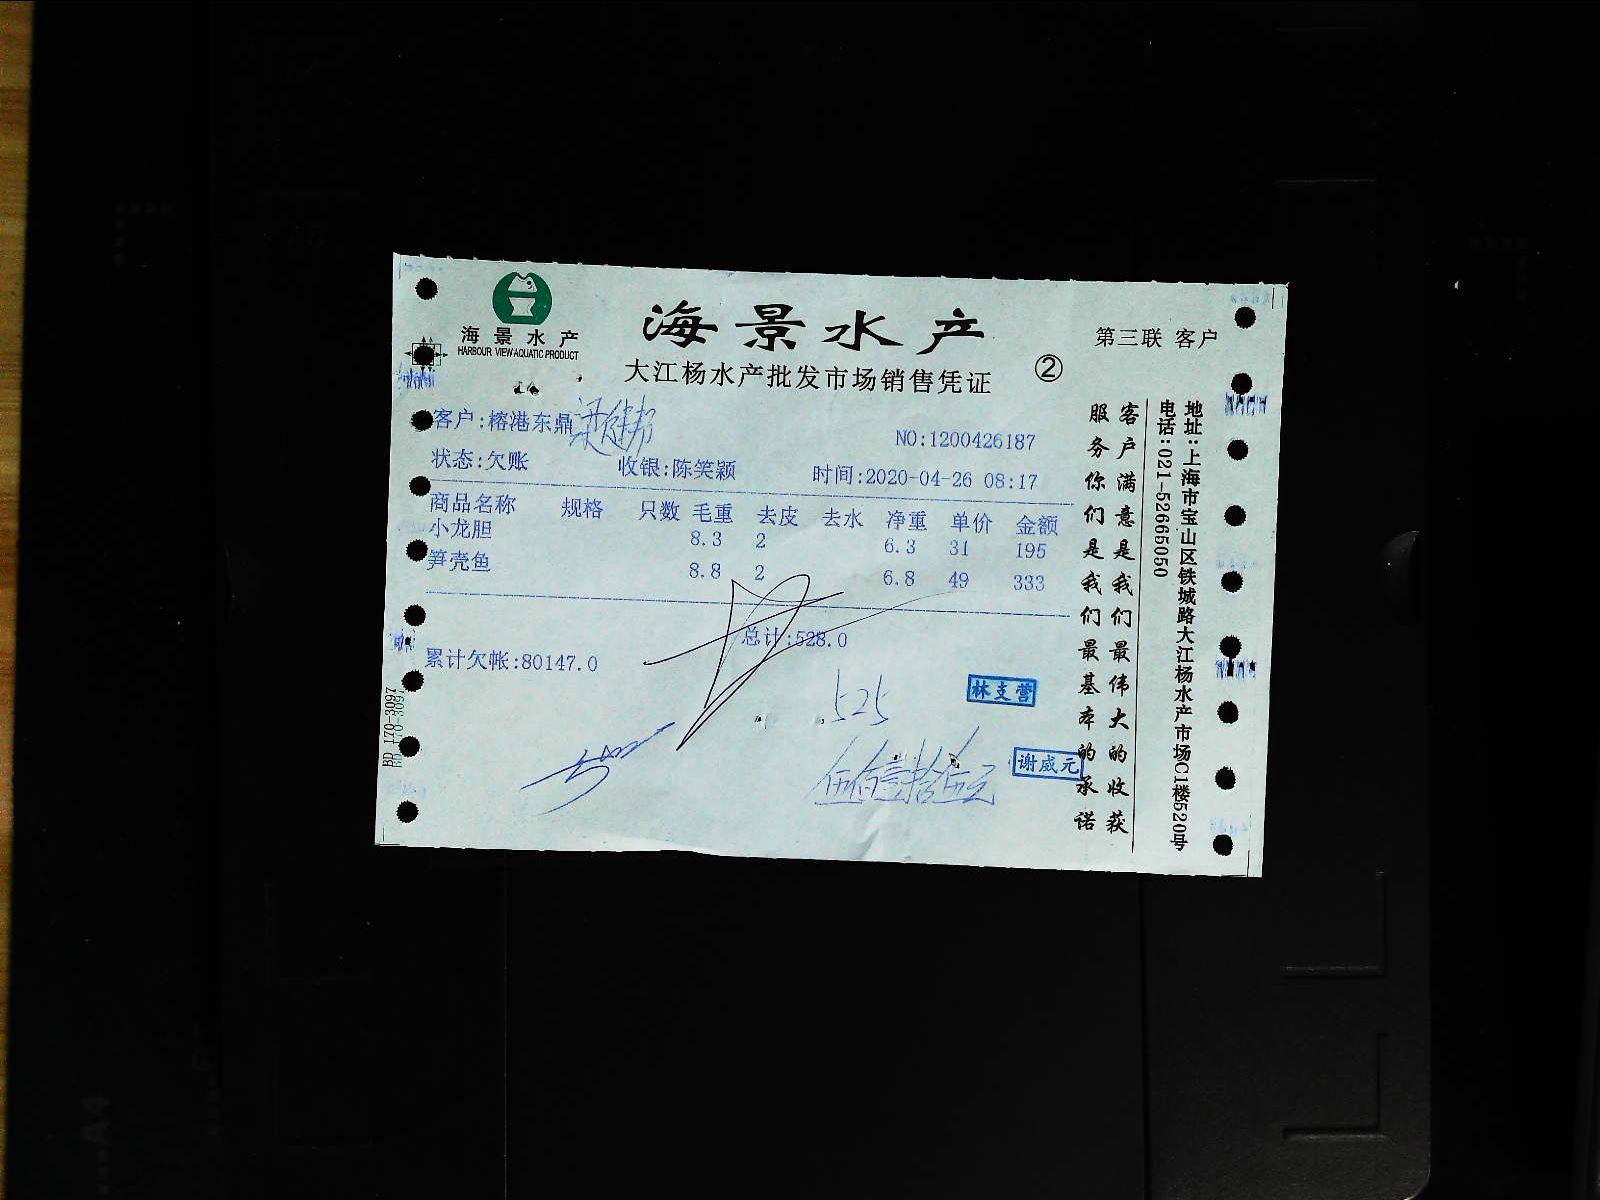 海景水产
HARBOUR VIEW AQUATIC PRODUCT
海景水产
大江杨水产批发市场销售凭证
②
第三联 客户
客户:榕港东鼎
NO:1200426187
状态:欠账 收银:陈笑颖 时间:2020-04-26 08:17
商品名称 规格 只数 毛重 去皮 去水 净重 单价 金额
小龙胆 8.3 2 6.3 31 195
笋壳鱼 8.8 2 6.8 49 333
总计:528.0
累计欠帐:80147.0
525
林支营
谢威元
BD 170-3097
客户满意是我们最伟大的收获
服务你们是我们最基本的承诺
地址:上海市宝山区铁城路大江杨水产市场C1楼520号
电话:021-52665050